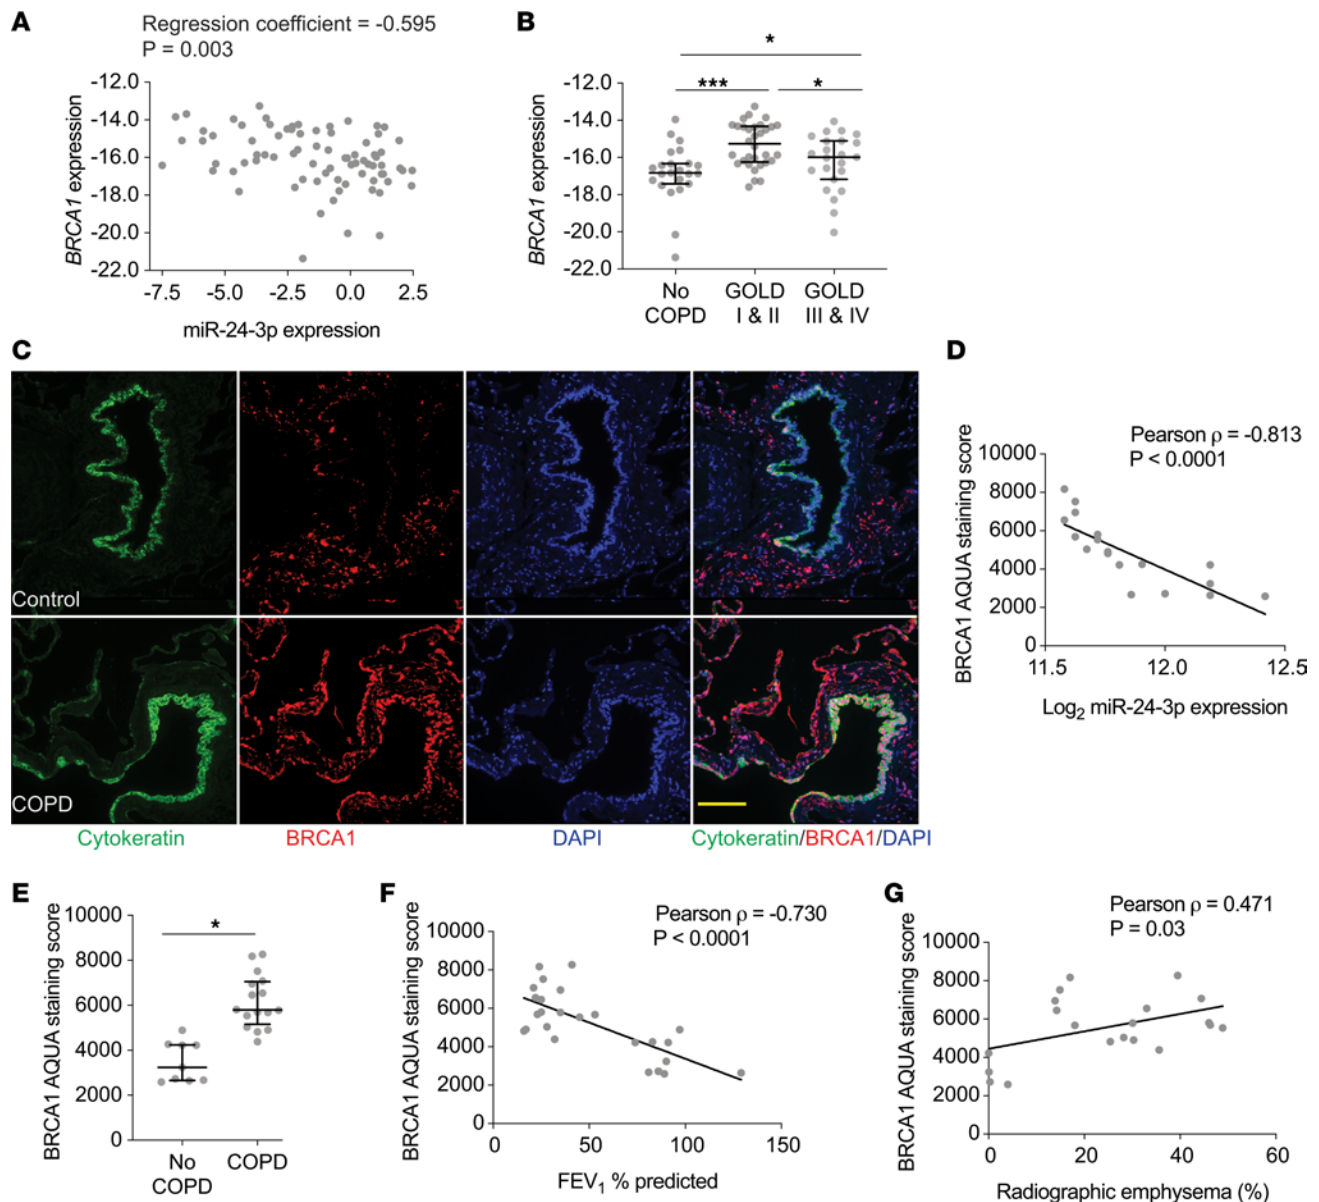 A
Regression coefficient = -0.595
P = 0.003
BRCA1 expression
-12.0
-14.0
-16.0
-18.0
-20.0
-22.0
-7.5
-5.0
-2.5
0.0
2.5
miR-24-3p expression
B
*
***
*
BRCA1 expression
-12.0
-14.0
-16.0
-18.0
-20.0
-22.0
No
COPD
GOLD
I & II
GOLD
III & IV
C
Control
COPD
Cytokeratin
BRCA1
DAPI
Cytokeratin/BRCA1/DAPI
D
Pearson ρ = -0.813
P < 0.0001
BRCA1 AQUA staining score
10000
8000
6000
4000
2000
0
11.5
12.0
12.5
Log₂ miR-24-3p expression
E
*
BRCA1 AQUA staining score
10000
8000
6000
4000
2000
0
No
COPD
COPD
F
Pearson ρ = -0.730
P < 0.0001
BRCA1 AQUA staining score
10000
8000
6000
4000
2000
0
0
50
100
150
FEV₁ % predicted
G
Pearson ρ = 0.471
P = 0.03
BRCA1 AQUA staining score
10000
8000
6000
4000
2000
0
0
20
40
60
Radiographic emphysema (%)